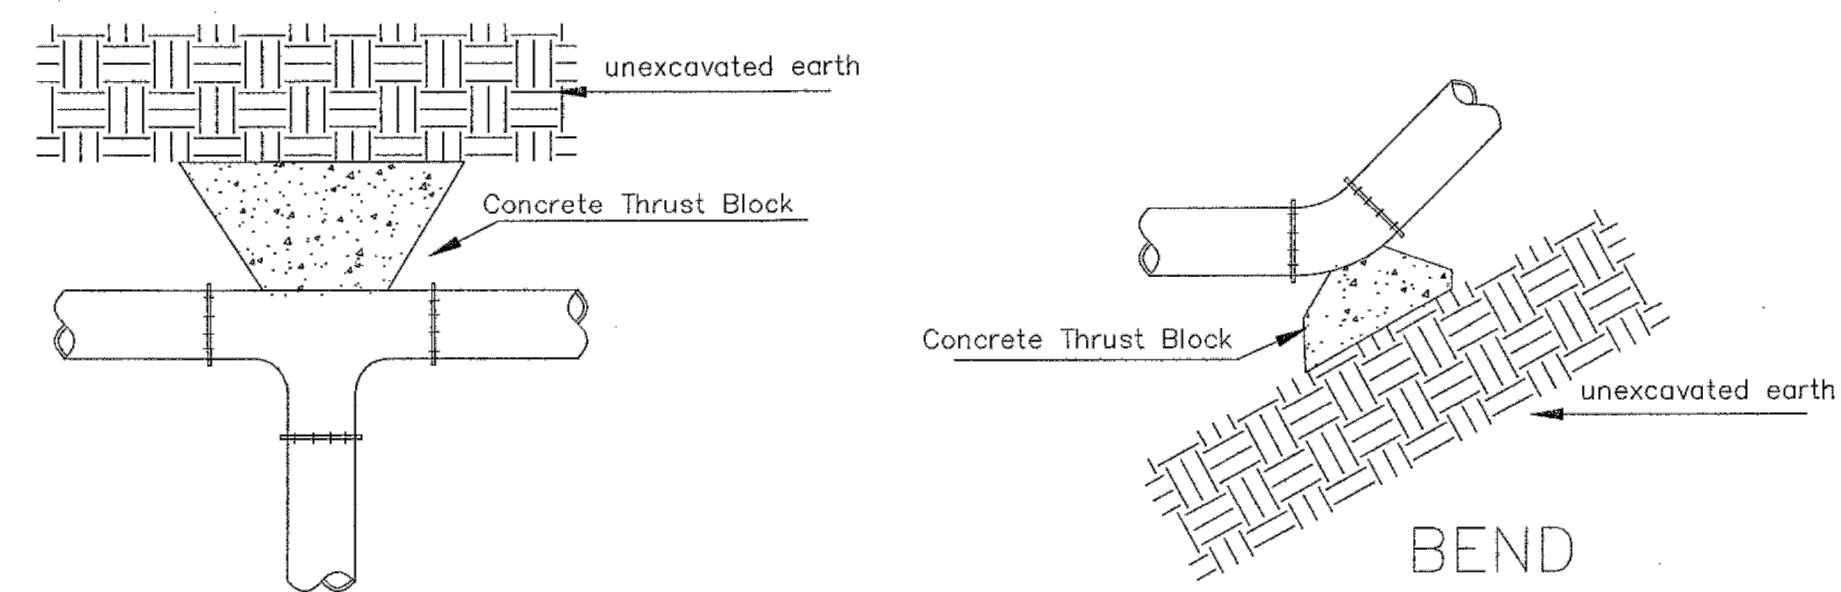 unexcavated earth
Concrete Thrust Block
Concrete Thrust Block
unexcavated earth
BEND